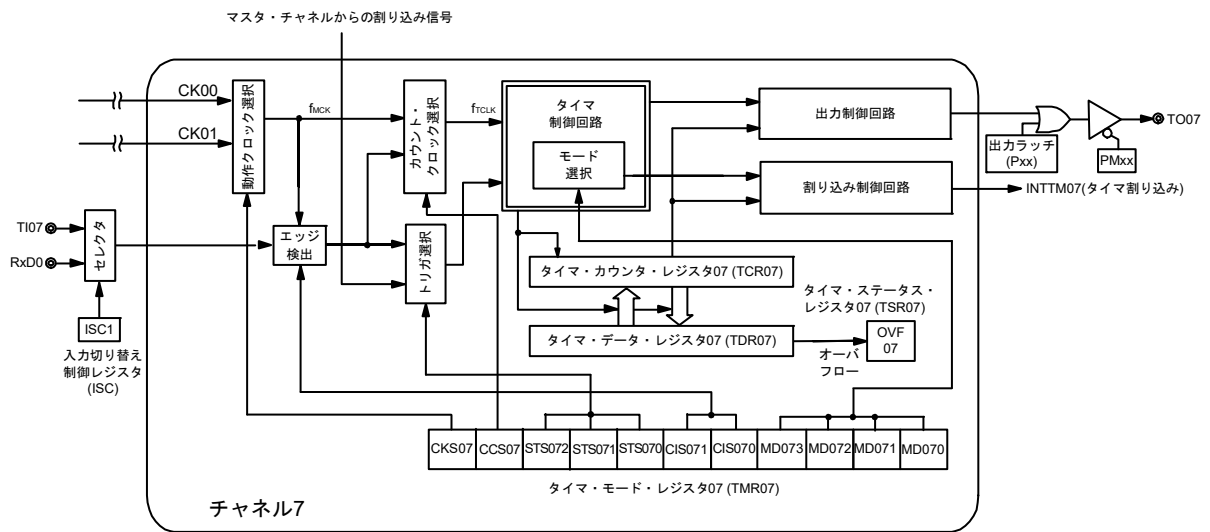 マスタ・チャネルからの割り込み信号
CK00
CK01
動作クロック選択
fMCK
カウント・
クロック選択
fTCLK
タイマ
制御回路
モード
選択
出力制御回路
出力ラッチ
(Pxx)
PMxx
TO07
割り込み制御回路
INTTM07(タイマ割り込み)
TI07
RxD0
セレクタ
エッジ
検出
トリガ選択
ISC1
入力切り替え
制御レジスタ
(ISC)
タイマ・カウンタ・レジスタ07 (TCR07)
タイマ・データ・レジスタ07 (TDR07)
タイマ・ステータス・
レジスタ07 (TSR07)
OVF
07
オーバ
フロー
CKS07 CCS07 STS072 STS071 STS070 CIS071 CIS070 MD073 MD072 MD071 MD070
タイマ・モード・レジスタ07 (TMR07)
チャネル7